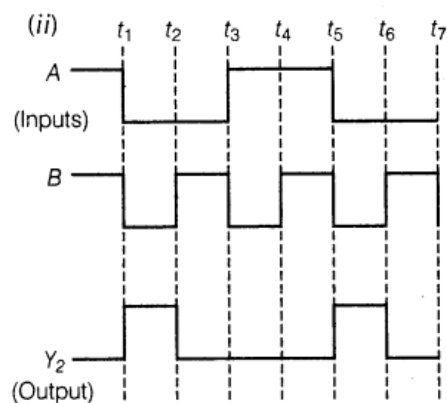 (ii) t1 t2 t3 t4 t5 t6 t7
A
(Inputs)
B
Y2
(Output)